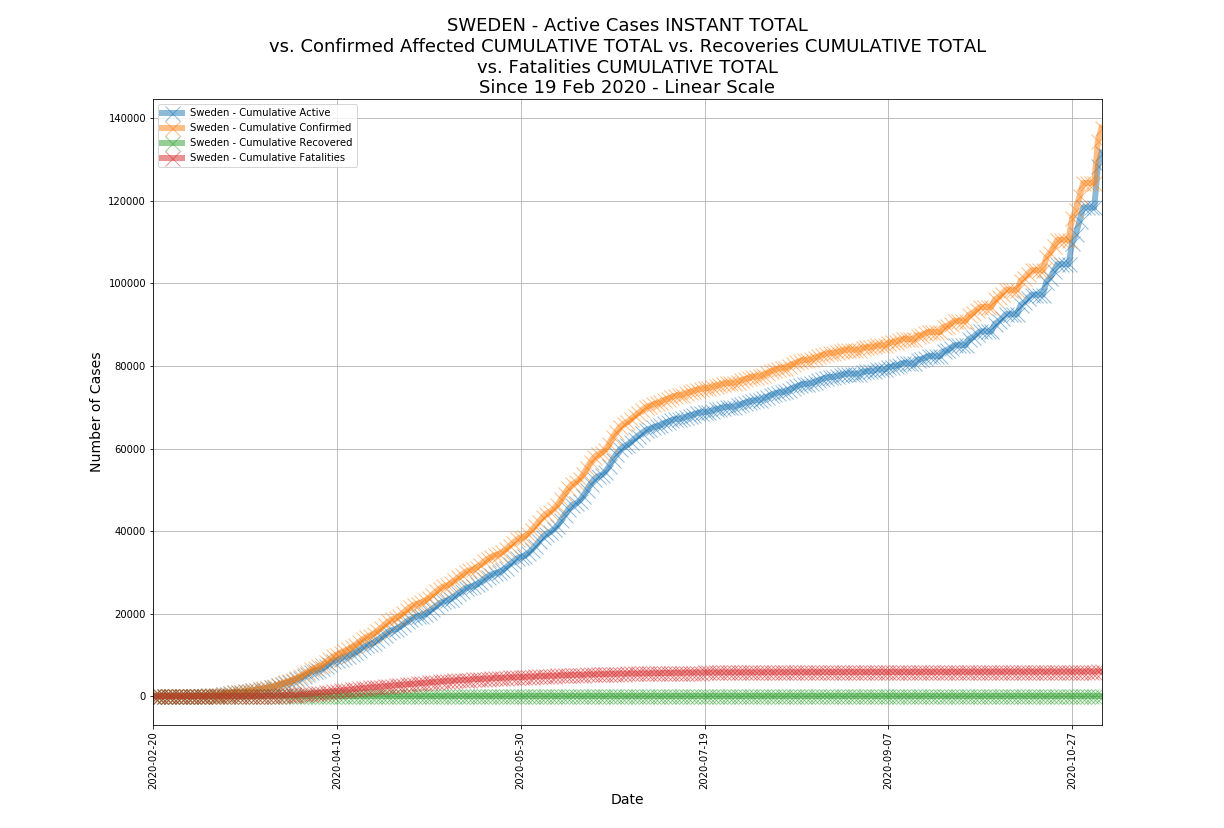 SWEDEN - Active Cases INSTANT TOTAL
vs. Confirmed Affected CUMULATIVE TOTAL vs. Recoveries CUMULATIVE TOTAL
vs. Fatalities CUMULATIVE TOTAL
Since 19 Feb 2020 - Linear Scale
Sweden - Cumulative Active
Sweden - Cumulative Confirmed
Sweden - Cumulative Recovered
Sweden - Cumulative Fatalities
Number of Cases
140000
120000
100000
80000
60000
40000
20000
0
2020-02-20
2020-04-10
2020-05-30
2020-07-19
2020-09-07
2020-10-27
Date